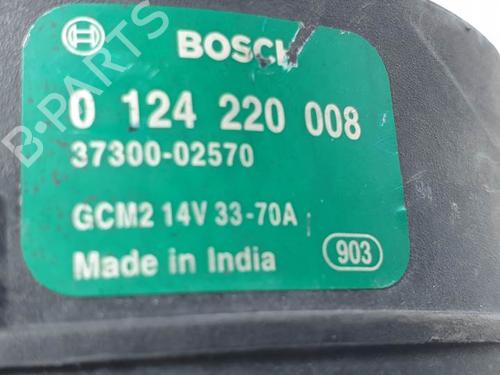 BOSCH
0 124 220 008
37300-02570
GCM2 14V 33-70A
Made in India
903
B-PARTS